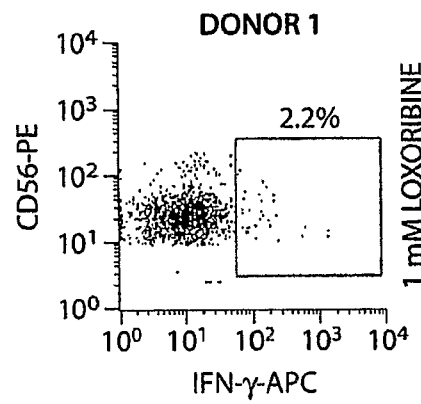 DONOR 1
2.2%
10⁴
10³
10²
10¹
10⁰
CD56-PE
10⁰ 10¹ 10² 10³ 10⁴
IFN-γ-APC
1 mM LOXORIBINE